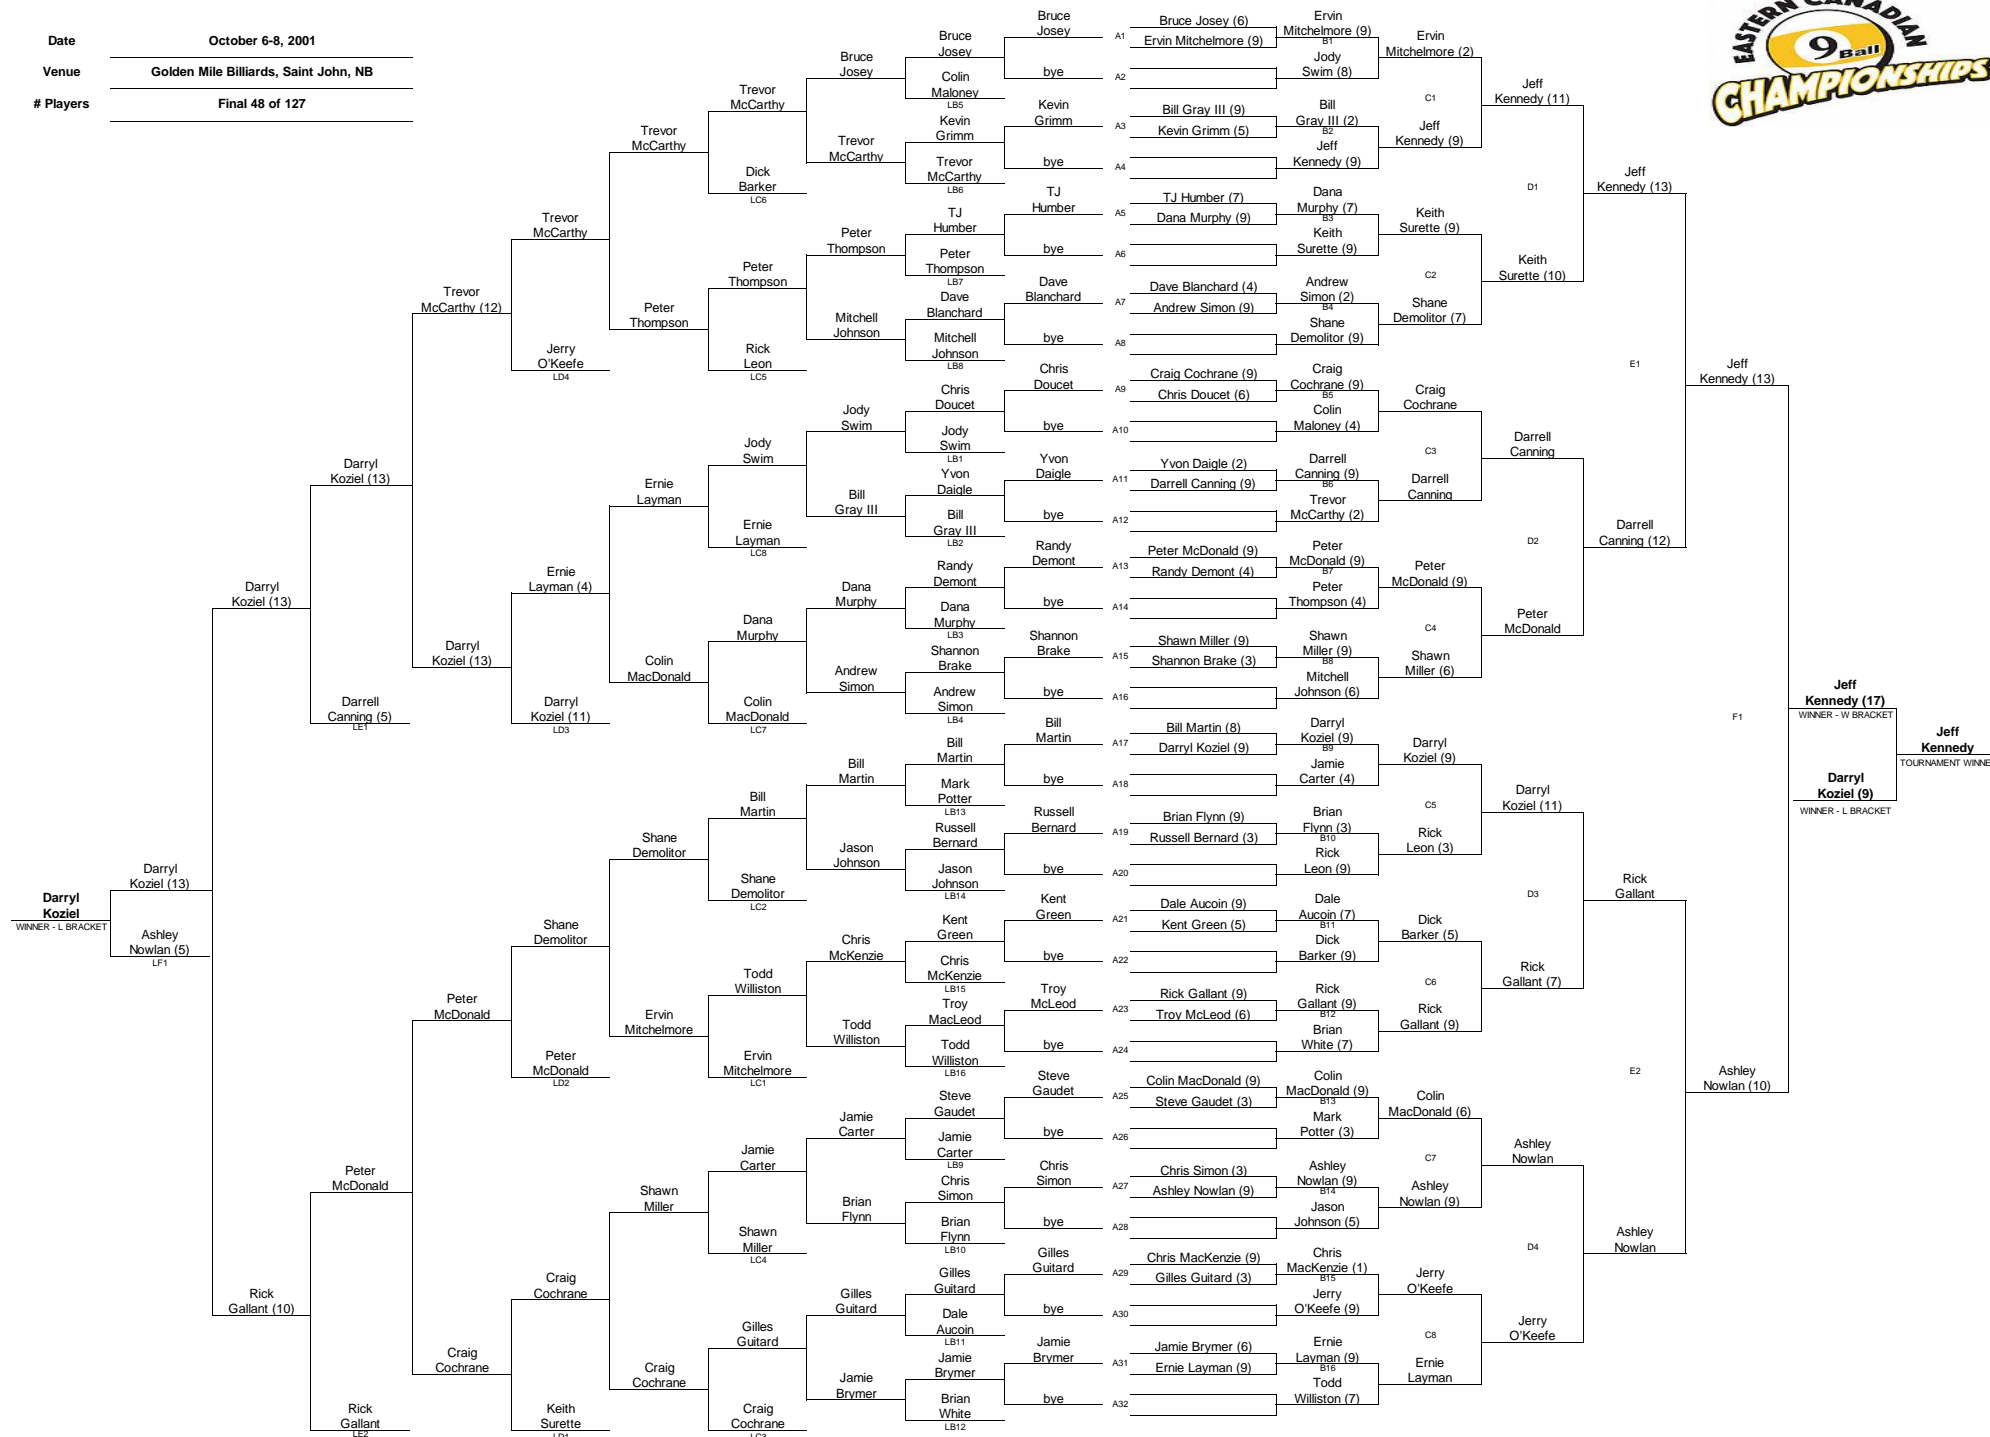 EASTERN CANADIAN
9 Ball
CHAMPIONSHIPS
Date October 6-8, 2001
Venue Golden Mile Billiards, Saint John, NB
# Players Final 48 of 127
Darryl
Koziel
WINNER - L BRACKET
Darryl
Koziel (13)
Ashley
Nowlan (5)
LF1
Darryl
Koziel (13)
Rick
Gallant (10)
Darryl
Koziel (13)
Darrell
Canning (5)
LE1
Peter
McDonald
Rick
Gallant
LE2
Trevor
McCarthy (12)
Darryl
Koziel (13)
Peter
McDonald
Craig
Cochrane
Trevor
McCarthy
Jerry
O'Keefe
LD4
Ernie
Layman (4)
Darryl
Koziel (11)
LD3
Shane
Demolitor
Peter
McDonald
LD2
Craig
Cochrane
Keith
Surette
LD1
Trevor
McCarthy
Peter
Thompson
Ernie
Layman
Colin
MacDonald
Shane
Demolitor
Ervin
Mitchelmore
Shawn
Miller
Craig
Cochrane
Trevor
McCarthy
Dick
Barker
LC6
Peter
Thompson
Rick
Leon
LC5
Jody
Swim
Ernie
Layman
LC8
Dana
Murphy
Colin
MacDonald
LC7
Bill
Martin
Shane
Demolitor
LC2
Todd
Williston
Ervin
Mitchelmore
LC1
Jamie
Carter
Shawn
Miller
LC4
Gilles
Guitard
Craig
Cochrane
LC3
Bruce
Josey
Trevor
McCarthy
Peter
Thompson
Mitchell
Johnson
Jody
Swim
Bill
Gray III
Dana
Murphy
Andrew
Simon
Bill
Martin
Jason
Johnson
Chris
McKenzie
Todd
Williston
Jamie
Carter
Brian
Flynn
Gilles
Guitard
Jamie
Brymer
Bruce
Josey
Colin
Maloney
LB5
Kevin
Grimm
Trevor
McCarthy
LB6
TJ
Humber
Peter
Thompson
LB7
Dave
Blanchard
Mitchell
Johnson
LB8
Chris
Doucet
Jody
Swim
LB1
Yvon
Daigle
Bill
Gray III
LB2
Randy
Demont
Dana
Murphy
LB3
Shannon
Brake
Andrew
Simon
LB4
Bill
Martin
Mark
Potter
LB13
Russell
Bernard
Jason
Johnson
LB14
Kent
Green
Chris
McKenzie
LB15
Troy
MacLeod
Todd
Williston
LB16
Steve
Gaudet
Jamie
Carter
LB9
Chris
Simon
Brian
Flynn
LB10
Gilles
Guitard
Dale
Aucoin
LB11
Jamie
Brymer
Brian
White
LB12
Bruce
Josey
bye
Kevin
Grimm
bye
TJ
Humber
bye
Dave
Blanchard
bye
Chris
Doucet
bye
Yvon
Daigle
bye
Randy
Demont
bye
Shannon
Brake
bye
Bill
Martin
bye
Russell
Bernard
bye
Kent
Green
bye
Troy
McLeod
bye
Steve
Gaudet
bye
Chris
Simon
bye
Gilles
Guitard
bye
Jamie
Brymer
bye
A1
A2
A3
A4
A5
A6
A7
A8
A9
A10
A11
A12
A13
A14
A15
A16
A17
A18
A19
A20
A21
A22
A23
A24
A25
A26
A27
A28
A29
A30
A31
A32
Bruce Josey (6)
Ervin Mitchelmore (9)
Bill Gray III (9)
Kevin Grimm (5)
TJ Humber (7)
Dana Murphy (9)
Dave Blanchard (4)
Andrew Simon (9)
Craig Cochrane (9)
Chris Doucet (6)
Yvon Daigle (2)
Darrell Canning (9)
Peter McDonald (9)
Randy Demont (4)
Shawn Miller (9)
Shannon Brake (3)
Bill Martin (8)
Darryl Koziel (9)
Brian Flynn (9)
Russell Bernard (3)
Dale Aucoin (9)
Kent Green (5)
Rick Gallant (9)
Troy McLeod (6)
Colin MacDonald (9)
Steve Gaudet (3)
Chris Simon (3)
Ashley Nowlan (9)
Chris MacKenzie (9)
Gilles Guitard (3)
Jamie Brymer (6)
Ernie Layman (9)
Ervin
Mitchelmore (9)
B1
Jody
Swim (8)
Bill
Gray III (2)
B2
Jeff
Kennedy (9)
Dana
Murphy (7)
B3
Keith
Surette (9)
Andrew
Simon (2)
B4
Shane
Demolitor (9)
Craig
Cochrane (9)
B5
Colin
Maloney (4)
Darrell
Canning (9)
B6
Trevor
McCarthy (2)
Peter
McDonald (9)
B7
Peter
Thompson (4)
Shawn
Miller (9)
B8
Mitchell
Johnson (6)
Darryl
Koziel (9)
B9
Jamie
Carter (4)
Brian
Flynn (3)
B10
Rick
Leon (9)
Dale
Aucoin (7)
B11
Dick
Barker (9)
Rick
Gallant (9)
B12
Brian
White (7)
Colin
MacDonald (9)
B13
Mark
Potter (3)
Ashley
Nowlan (9)
B14
Jason
Johnson (5)
Chris
MacKenzie (1)
B15
Jerry
O'Keefe (9)
Ernie
Layman (9)
B16
Todd
Williston (7)
Ervin
Mitchelmore (2)
C1
Jeff
Kennedy (9)
Keith
Surette (9)
C2
Shane
Demolitor (7)
Craig
Cochrane
C3
Darrell
Canning
Peter
McDonald (9)
C4
Shawn
Miller (6)
Darryl
Koziel (9)
C5
Rick
Leon (3)
Dick
Barker (5)
C6
Rick
Gallant (9)
Colin
MacDonald (6)
C7
Ashley
Nowlan (9)
Jerry
O'Keefe
C8
Ernie
Layman
Jeff
Kennedy (11)
D1
Keith
Surette (10)
Darrell
Canning
D2
Peter
McDonald
Darryl
Koziel (11)
D3
Rick
Gallant (7)
Ashley
Nowlan
D4
Jerry
O'Keefe
Jeff
Kennedy (13)
E1
Darrell
Canning (12)
Rick
Gallant
E2
Ashley
Nowlan
Jeff
Kennedy (13)
F1
Ashley
Nowlan (10)
Jeff
Kennedy (17)
WINNER - W BRACKET
Darryl
Koziel (9)
WINNER - L BRACKET
Jeff
Kennedy
TOURNAMENT WINNE